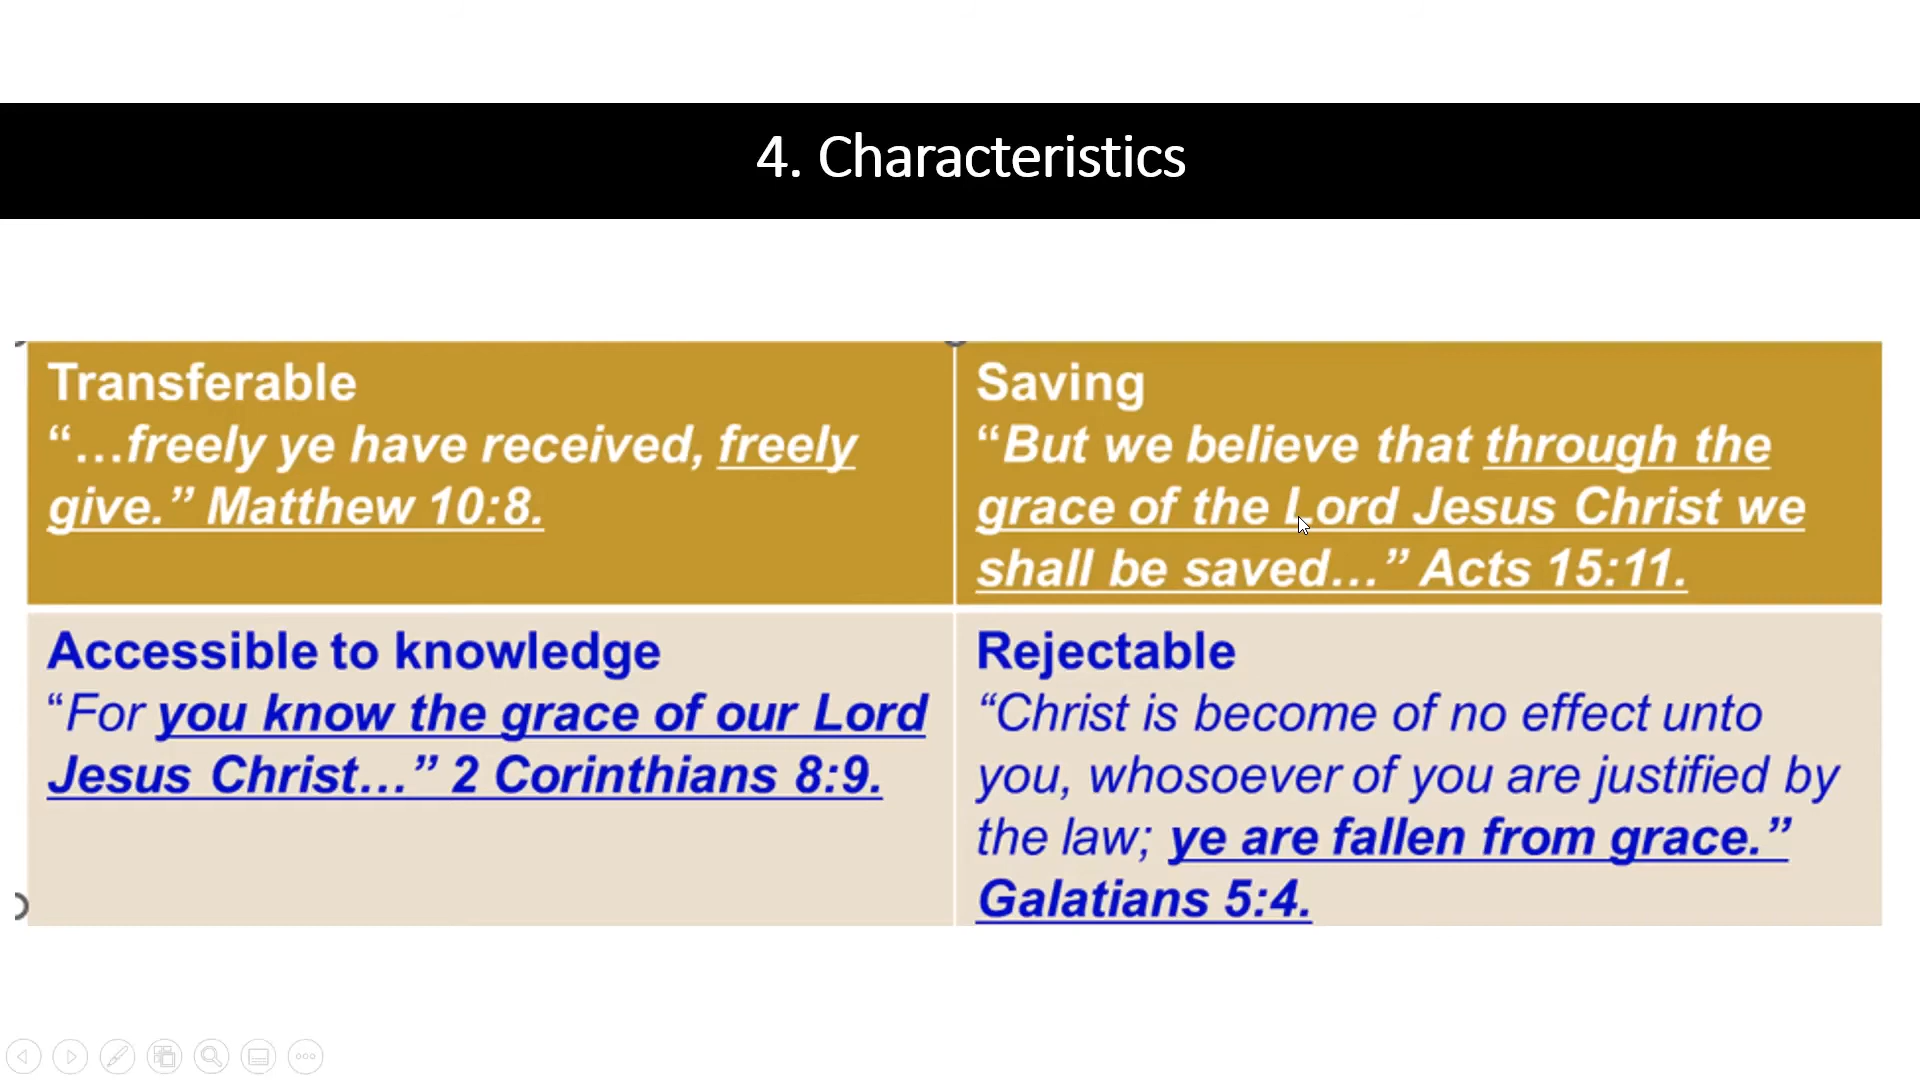 4. Characteristics
Transferable
“…freely ye have received, freely
give.” Matthew 10:8.
Saving
“But we believe that through the
grace of the Lord Jesus Christ we
shall be saved…” Acts 15:11.
Accessible to knowledge
“For you know the grace of our Lord
Jesus Christ…” 2 Corinthians 8:9.
Rejectable
“Christ is become of no effect unto
you, whosoever of you are justified by
the law; ye are fallen from grace.”
Galatians 5:4.